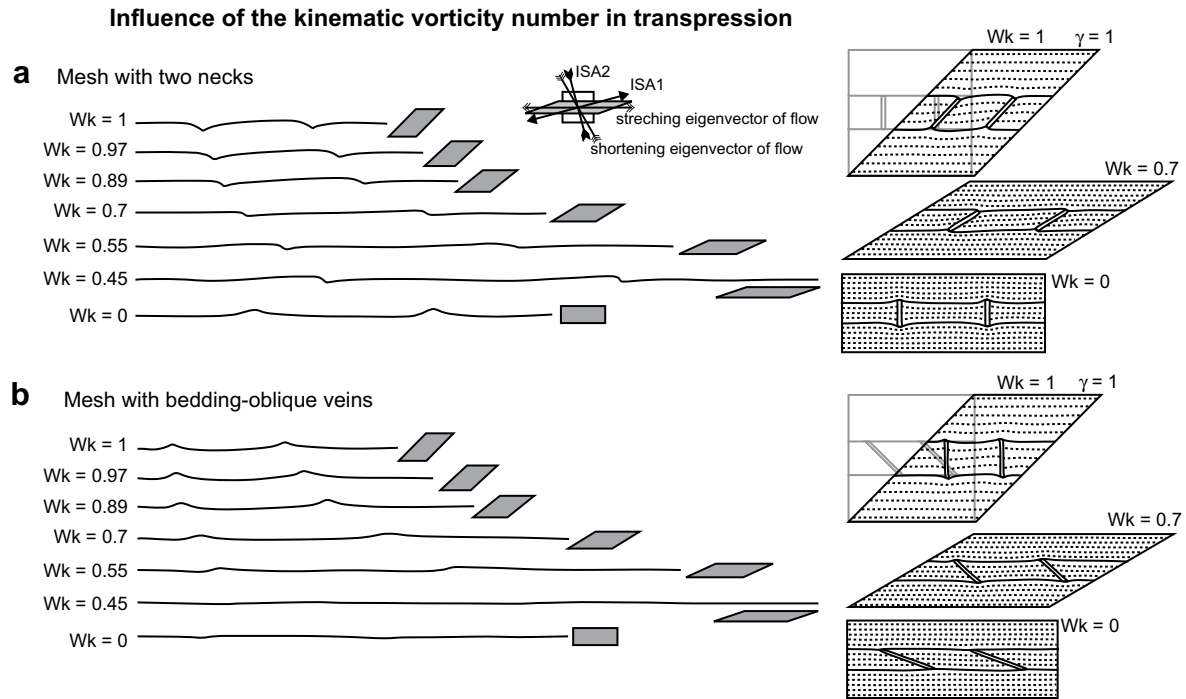 Influence of the kinematic vorticity number in transpression
a Mesh with two necks
Wk = 1
Wk = 0.97
Wk = 0.89
Wk = 0.7
Wk = 0.55
Wk = 0.45
Wk = 0
ISA2
ISA1
streching eigenvector of flow
shortening eigenvector of flow
Wk = 1 γ = 1
Wk = 0.7
Wk = 0
b Mesh with bedding-oblique veins
Wk = 1
Wk = 0.97
Wk = 0.89
Wk = 0.7
Wk = 0.55
Wk = 0.45
Wk = 0
Wk = 1 γ = 1
Wk = 0.7
Wk = 0